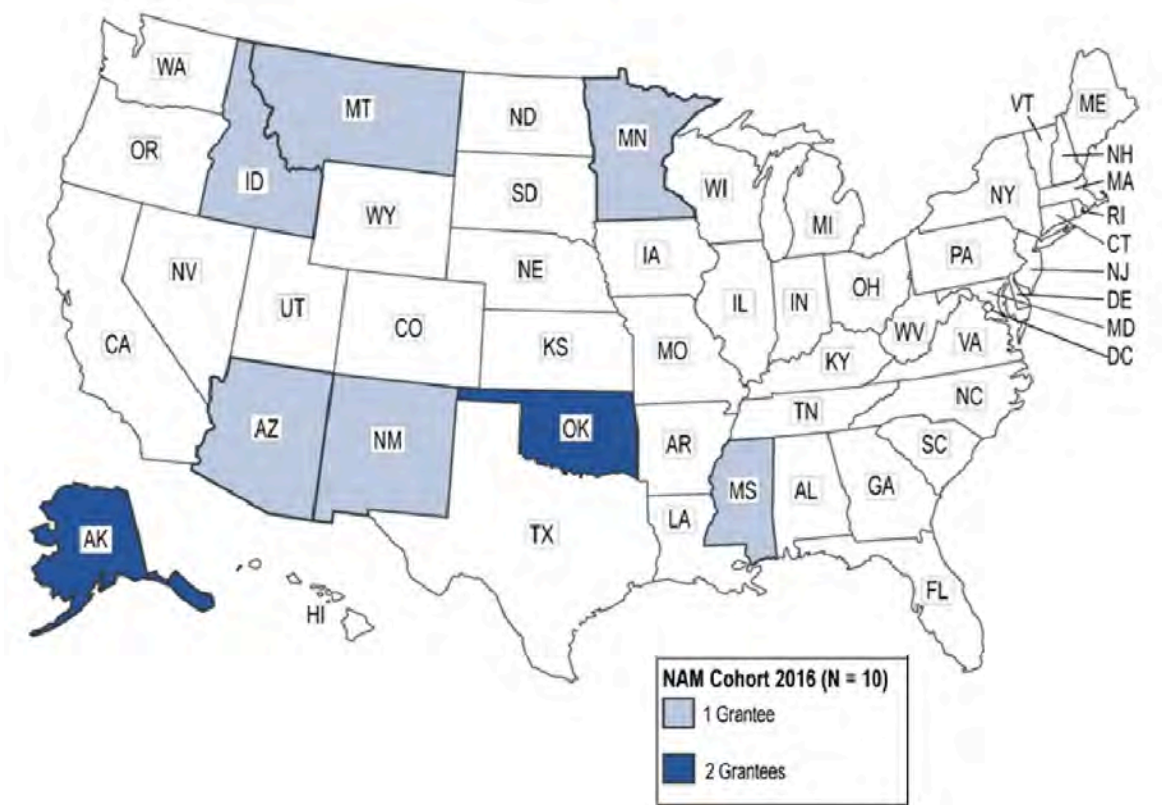 WA
MT
ND
MN
VT
ME
OR
ID
SD
WI
NH
MA
NY
WY
MI
RI
CT
IA
PA
NJ
NV
NE
OH
DE
UT
IL
IN
MD
CO
WV
VA
DC
CA
KS
MO
KY
NC
TN
AZ
NM
OK
AR
SC
MS
AL
GA
LA
TX
AK
FL
HI
NAM Cohort 2016 (N = 10)
1 Grantee
2 Grantees